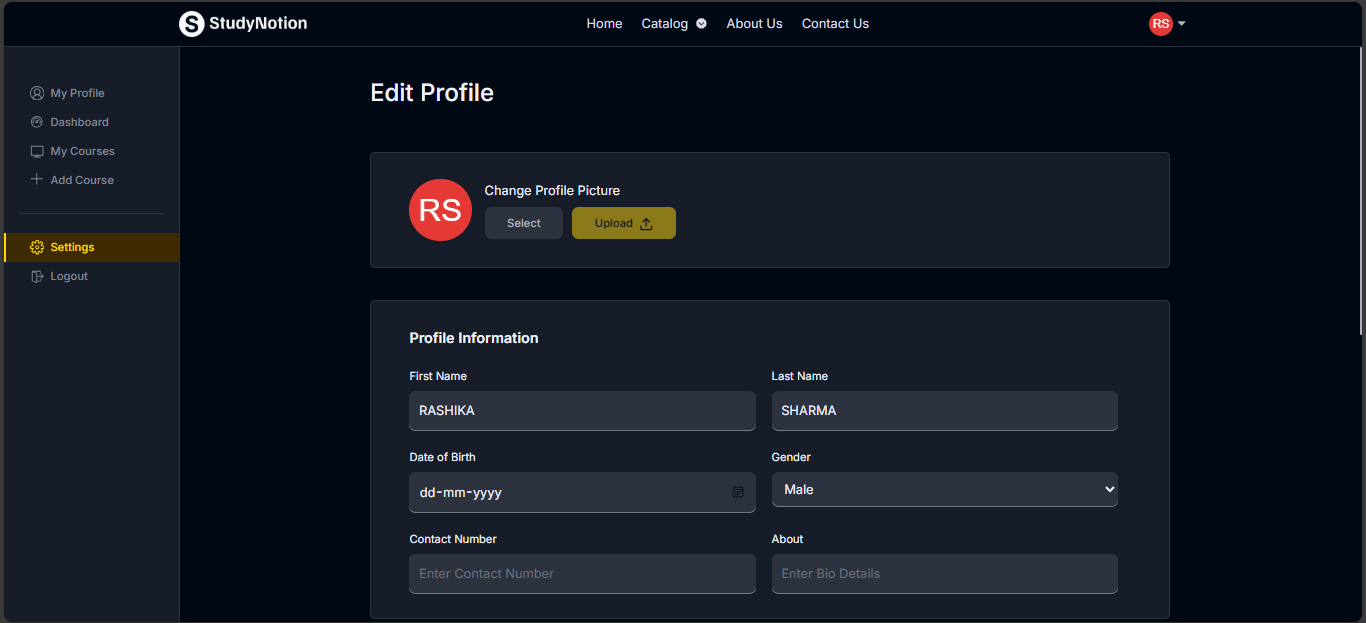 StudyNotion
Home Catalog About Us Contact Us
RS
My Profile
Dashboard
My Courses
Add Course
Settings
Logout
Edit Profile
RS
Change Profile Picture
Select Upload
Profile Information
First Name Last Name
RASHIKA SHARMA
Date of Birth Gender
dd-mm-yyyy Male
Contact Number About
Enter Contact Number Enter Bio Details